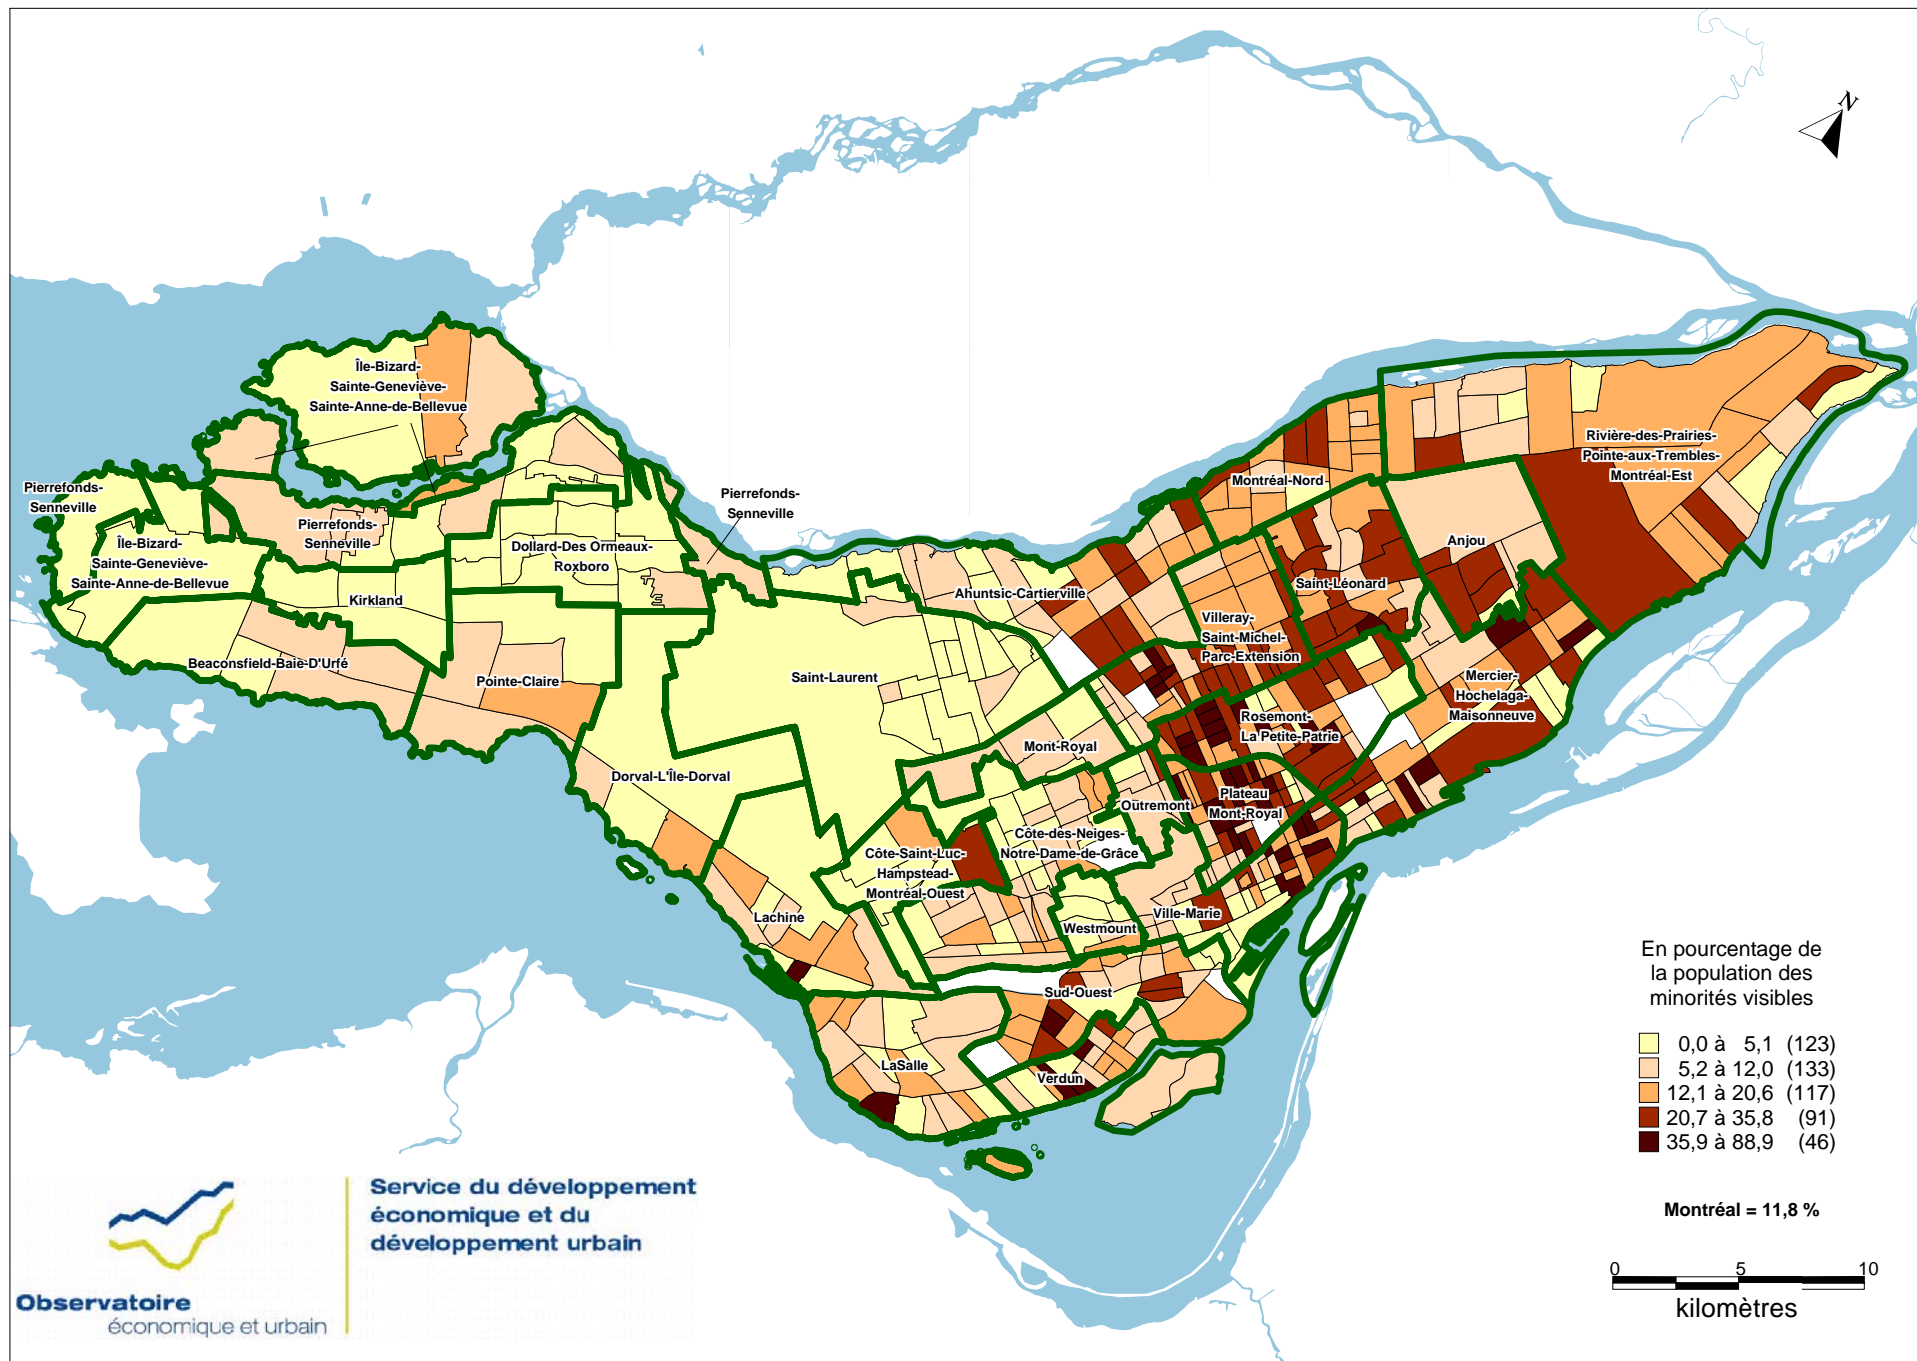 N
Île-Bizard-
Sainte-Geneviève-
Sainte-Anne-de-Bellevue
Rivière-des-Prairies-
Pointe-aux-Trembles-
Montréal-Est
Montréal-Nord
Pierrefonds-
Senneville
Pierrefonds-
Senneville
Pierrefonds-
Senneville
Île-Bizard-
Sainte-Geneviève-
Sainte-Anne-de-Bellevue
Dollard-Des Ormeaux-
Roxboro
Anjou
Saint-Léonard
Kirkland
Ahuntsic-Cartierville
Villeray-
Saint-Michel-
Parc-Extension
Beaconsfield-Baie-D'Urfé
Pointe-Claire
Saint-Laurent
Mercier-
Hochelaga-
Maisonneuve
Rosemont-
La Petite-Patrie
Mont-Royal
Dorval-L'Île-Dorval
Outremont
Plateau
Mont-Royal
Côte-des-Neiges-
Notre-Dame-de-Grâce
Côte-Saint-Luc-
Hampstead-
Montréal-Ouest
Lachine
Westmount
Ville-Marie
Sud-Ouest
LaSalle
Verdun
En pourcentage de
la population des
minorités visibles
0,0 à 5,1 (123)
5,2 à 12,0 (133)
12,1 à 20,6 (117)
20,7 à 35,8 (91)
35,9 à 88,9 (46)
Montréal = 11,8 %
0 5 10
kilomètres
Service du développement
économique et du
développement urbain
Observatoire
économique et urbain